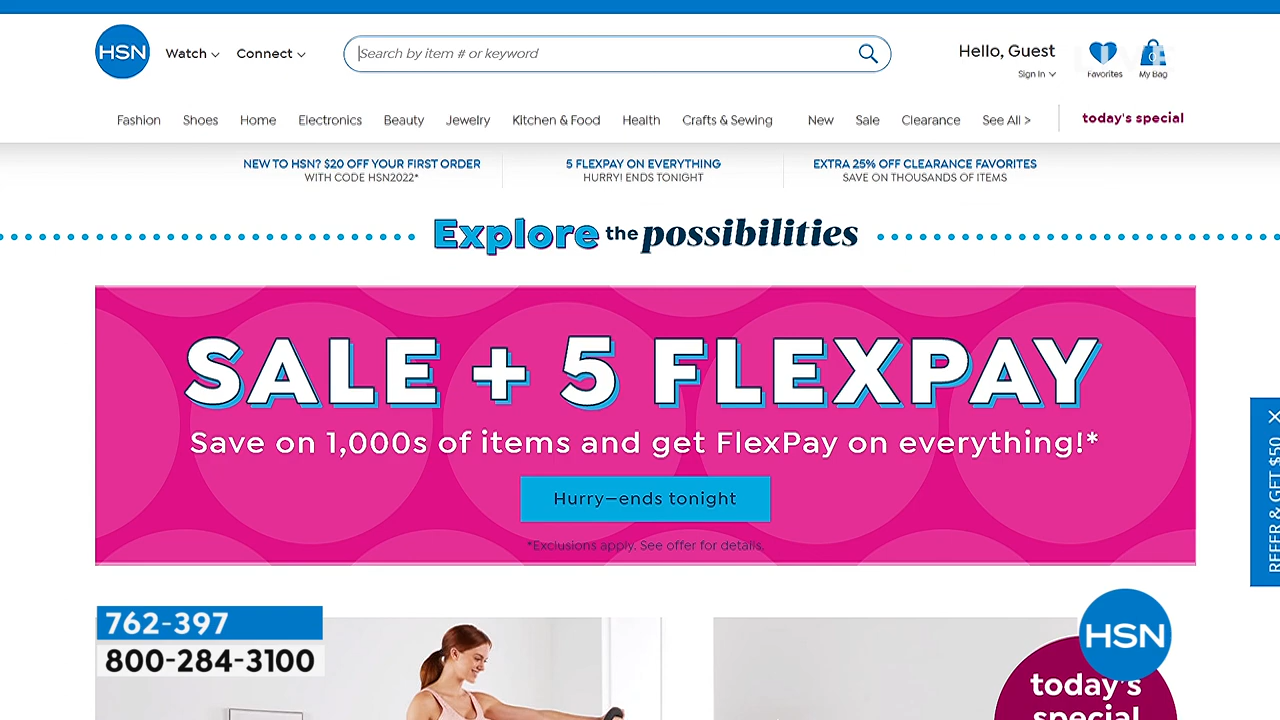 HSN
Watch
Connect
Search by item # or keyword
Hello, Guest
Sign In
LIVE
Favorites
0
My Bag
Fashion
Shoes
Home
Electronics
Beauty
Jewelry
Kitchen & Food
Health
Crafts & Sewing
New
Sale
Clearance
See All >
today's special
NEW TO HSN? $20 OFF YOUR FIRST ORDER
WITH CODE HSN2022*
5 FLEXPAY ON EVERYTHING
HURRY! ENDS TONIGHT
EXTRA 25% OFF CLEARANCE FAVORITES
SAVE ON THOUSANDS OF ITEMS
Explore the possibilities
SALE + 5 FLEXPAY
Save on 1,000s of items and get FlexPay on everything!*
Hurry—ends tonight
*Exclusions apply. See offer for details.
REFER & GET $50
762-397
800-284-3100
HSN
today's
special